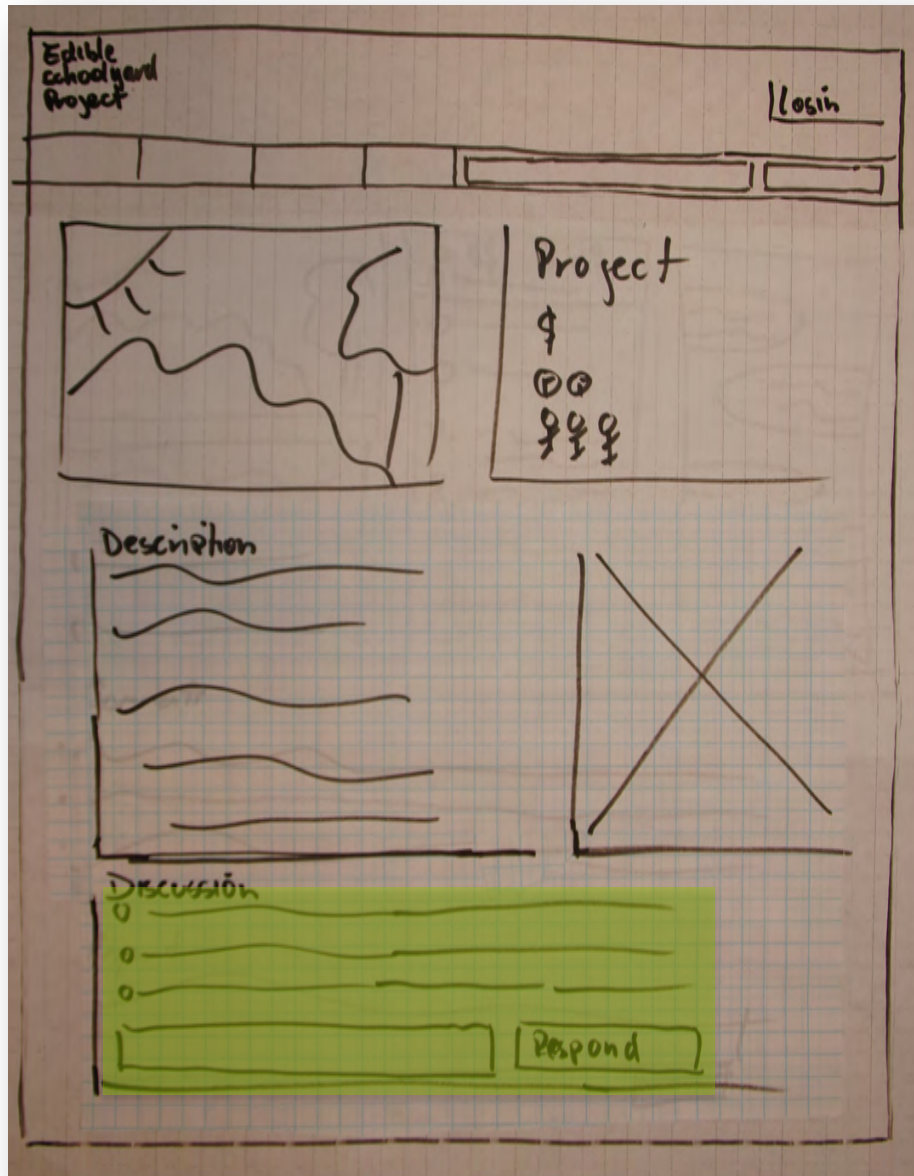 Edible
schoolyard
Project
Login
Project
$
Description
Discussion
Respond